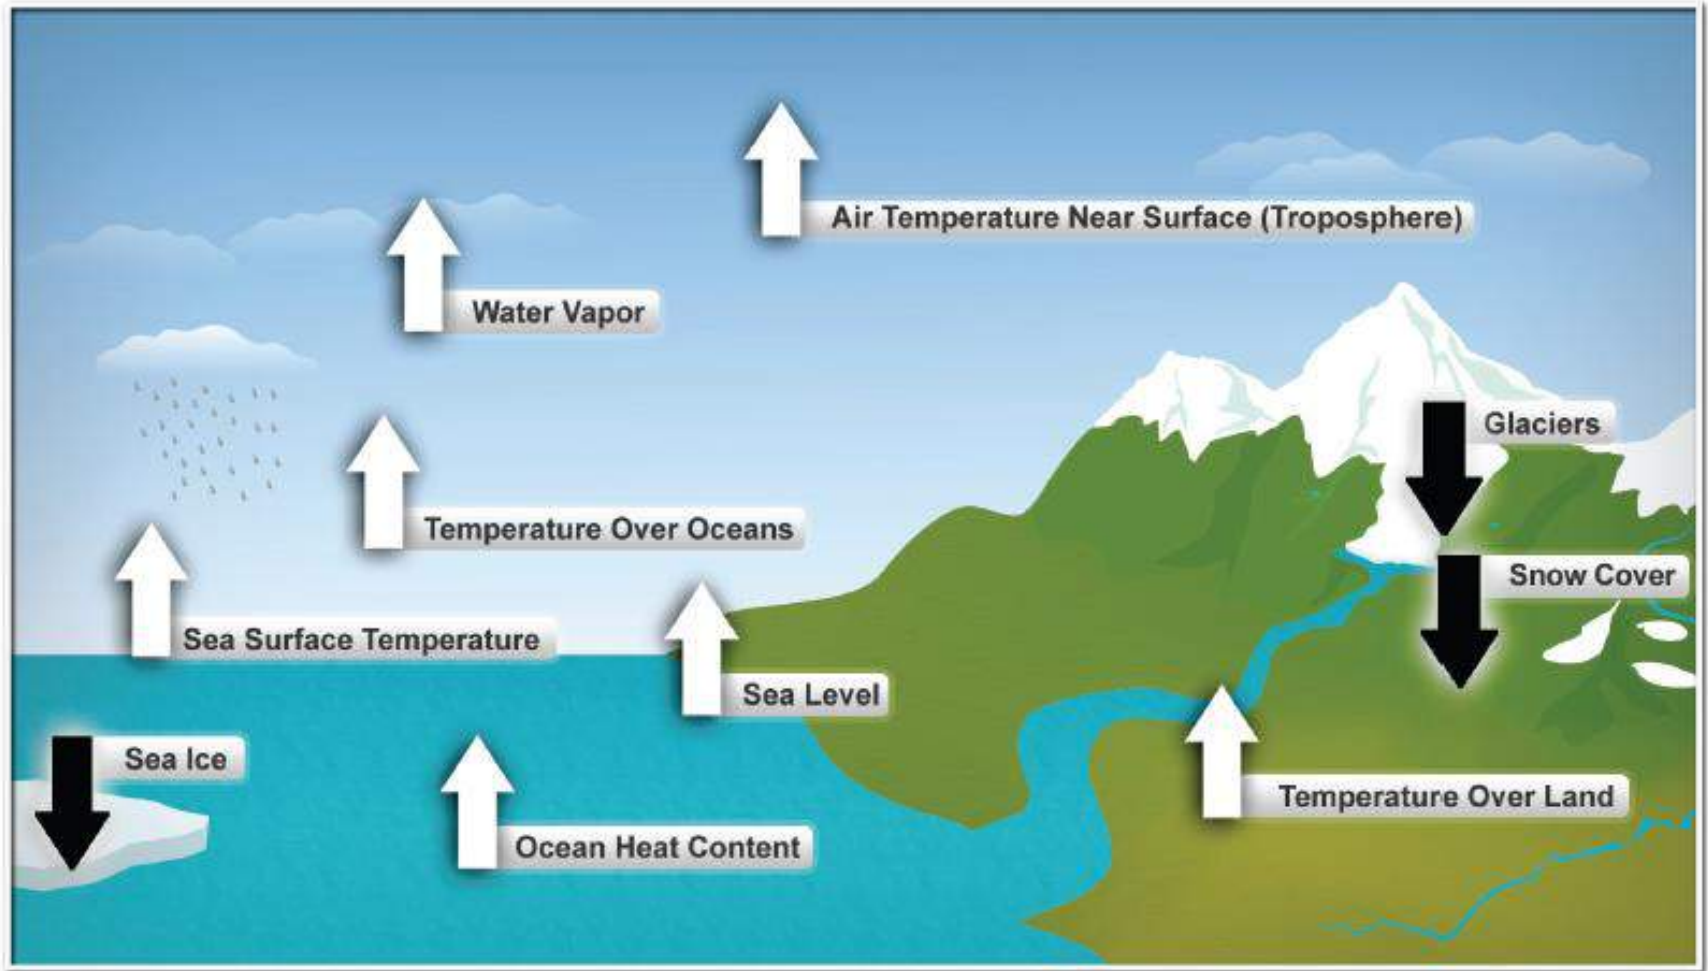 Air Temperature Near Surface (Troposphere)
Water Vapor
Glaciers
Temperature Over Oceans
Snow Cover
Sea Surface Temperature
Sea Level
Sea Ice
Temperature Over Land
Ocean Heat Content